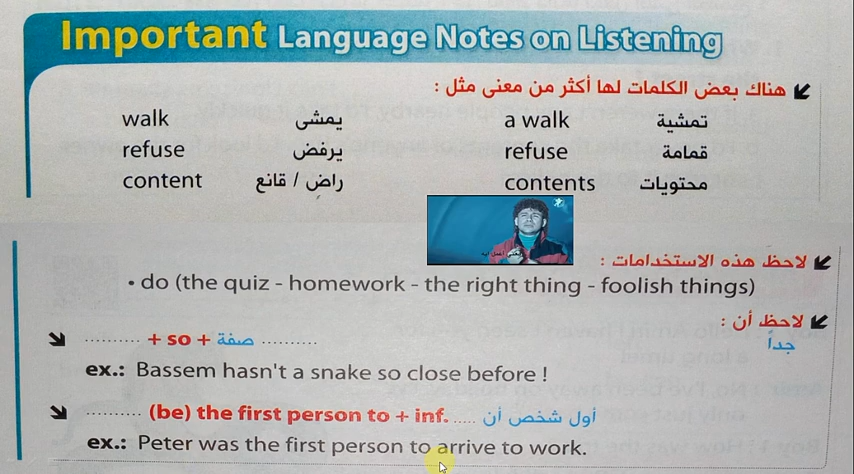 Important Language Notes on Listening
هناك بعض الكلمات لها أكثر من معنى مثل :
walk يمشى a walk تمشية
refuse يرفض refuse قمامة
content راض / قانع contents محتويات
لاحظ هذه الاستخدامات :
• do (the quiz - homework - the right thing - foolish things)
لاحظ أن :
.......... + so + صفة .......... جداً
ex.: Bassem hasn't a snake so close before !
.......... (be) the first person to + inf. ..... أول شخص أن
ex.: Peter was the first person to arrive to work.